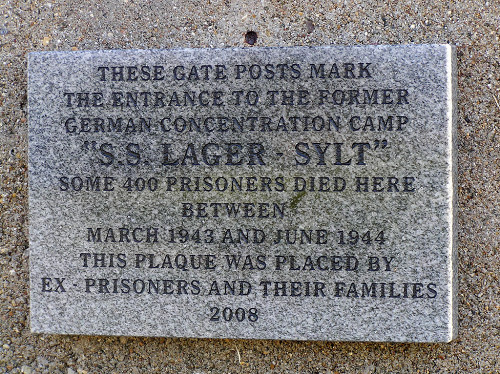 THESE GATE POSTS MARK
THE ENTRANCE TO THE FORMER
GERMAN CONCENTRATION CAMP
"S.S. LAGER - SYLT"
SOME 400 PRISONERS DIED HERE
BETWEEN
MARCH 1943 AND JUNE 1944
THIS PLAQUE WAS PLACED BY
EX - PRISONERS AND THEIR FAMILIES
2008